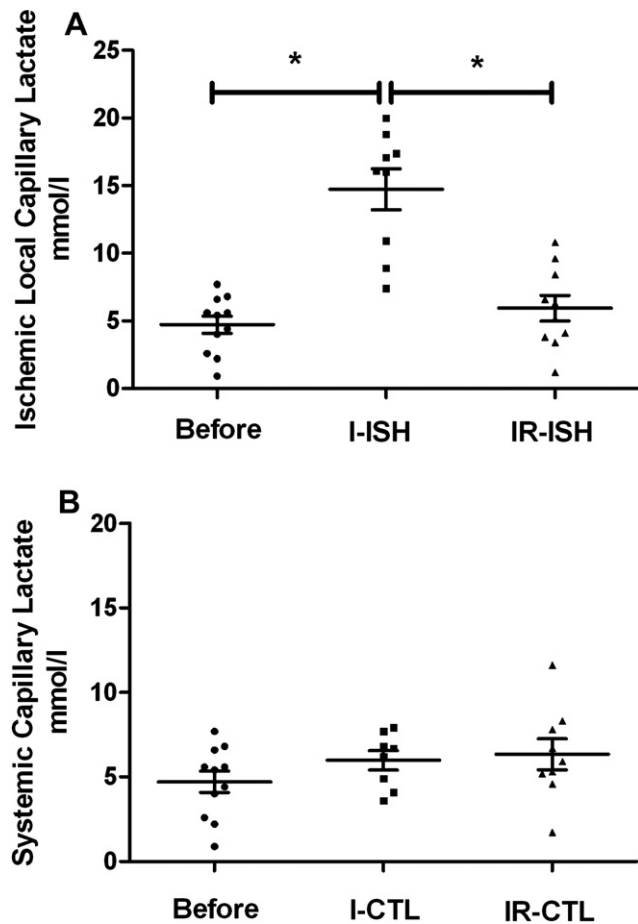 A
Ischemic Local Capillary Lactate
mmol/l
25
20
15
10
5
0
*
*
Before
I-ISH
IR-ISH
B
Systemic Capillary Lactate
mmol/l
20
15
10
5
0
Before
I-CTL
IR-CTL